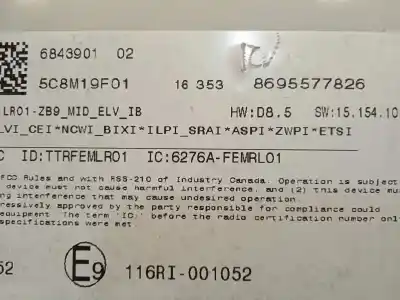 6843901 02
5C8M19F01 16 353 8695577826
LR01-ZB9_MID_ELV_IB HW:D8.5 SW:15.154.10
LVI_CEI*NCWI_BIXI*ILPI_SRAI*ASPI*ZWPI*ETSI
C ID:TTRFEMLR01 IC:6276A-FEMRL01
FCC Rules and with RSS-210 of Industry Canada. Operation is subject
device must not cause harmful interference, and (2) this device mu
ng interference that may cause undesired operation.
pressively approved by the party responsible for compliance could
equipment. The term "IC:" before the radio certification number only
specifications were met.
52 E9 116RI-001052